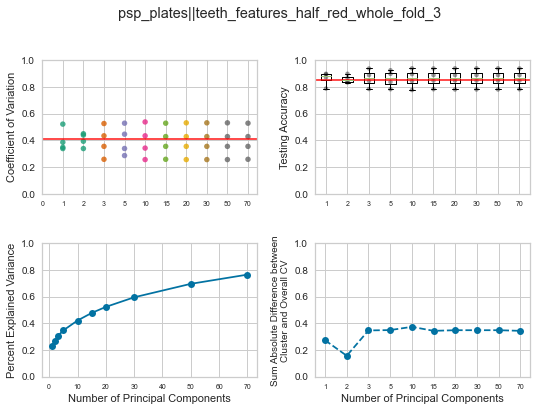 psp_plates||teeth_features_half_red_whole_fold_3
Coefficient of Variation
1.0
0.8
0.6
0.4
0.2
0.0
0 1 2 3 5 10 15 20 30 50 70
Testing Accuracy
1.0
0.8
0.6
0.4
0.2
0.0
1 2 3 5 10 15 20 30 50 70
Percent Explained Variance
1.0
0.8
0.6
0.4
0.2
0.0
0 10 20 30 40 50 60 70
Number of Principal Components
Sum Absolute Difference between
Cluster and Overall CV
1.0
0.8
0.6
0.4
0.2
0.0
1 2 3 5 10 15 20 30 50 70
Number of Principal Components